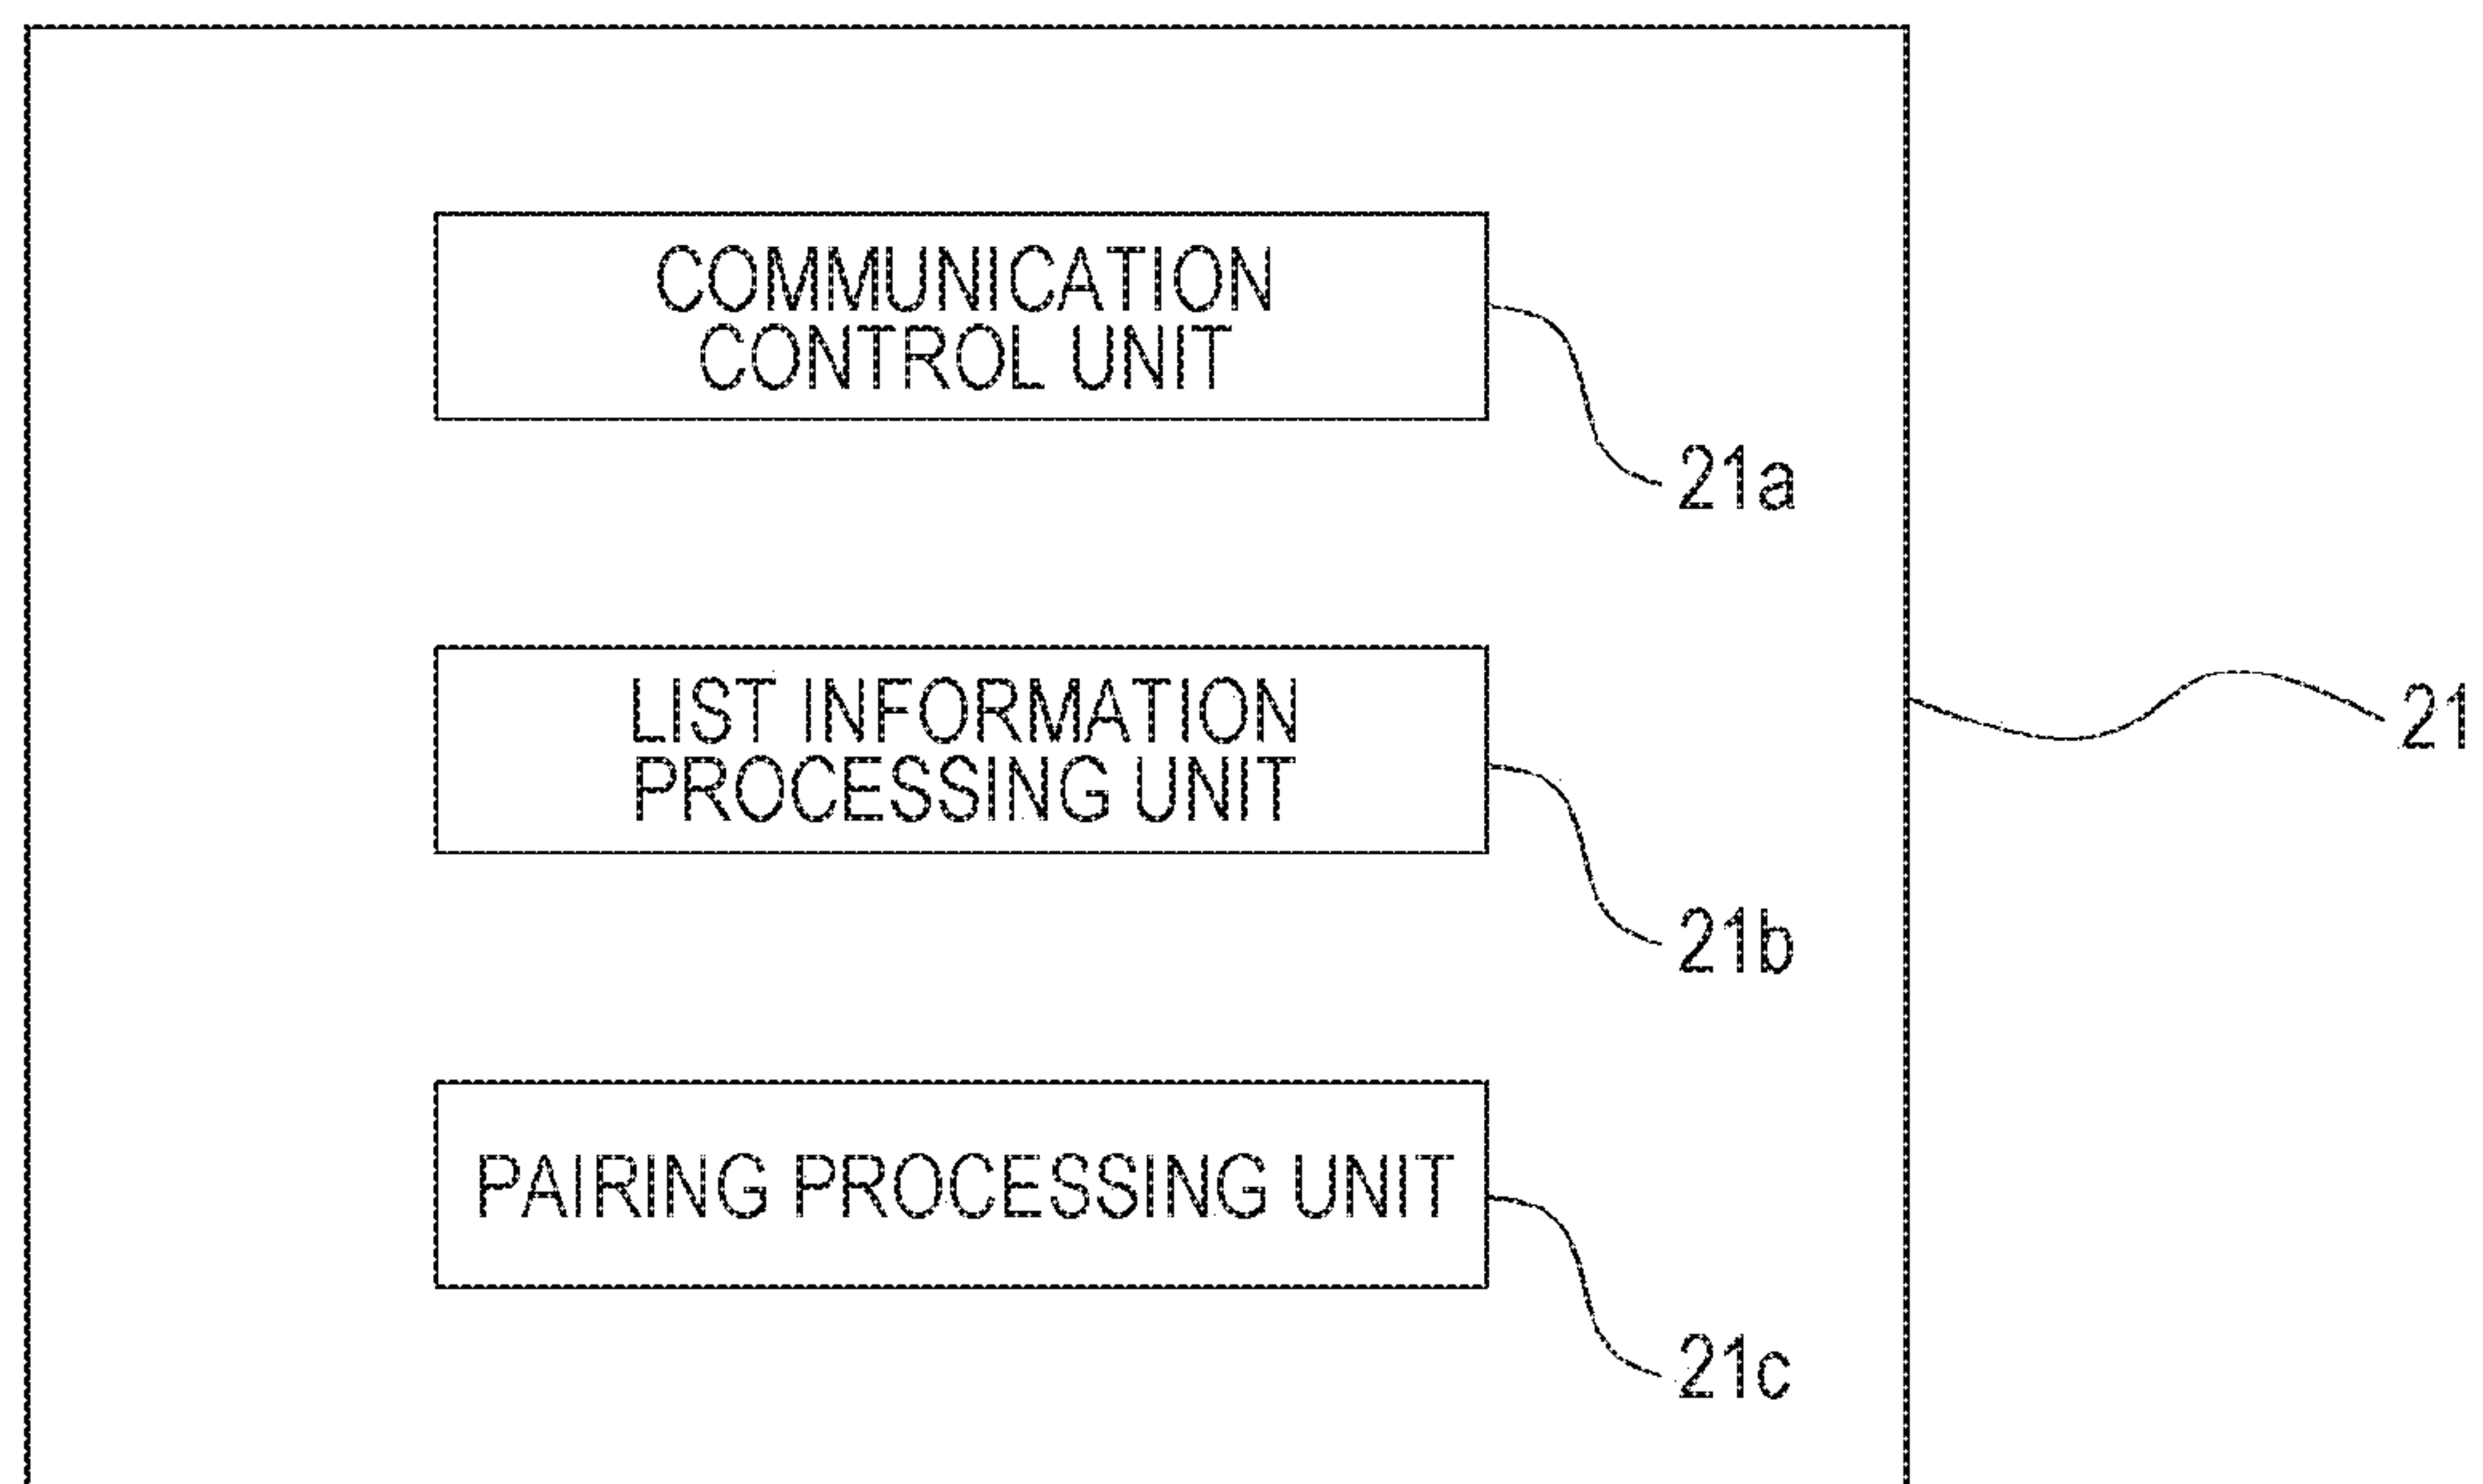 COMMUNICATION
CONTROL UNIT
21a
LIST INFORMATION
PROCESSING UNIT
21
21b
PAIRING PROCESSING UNIT
21c